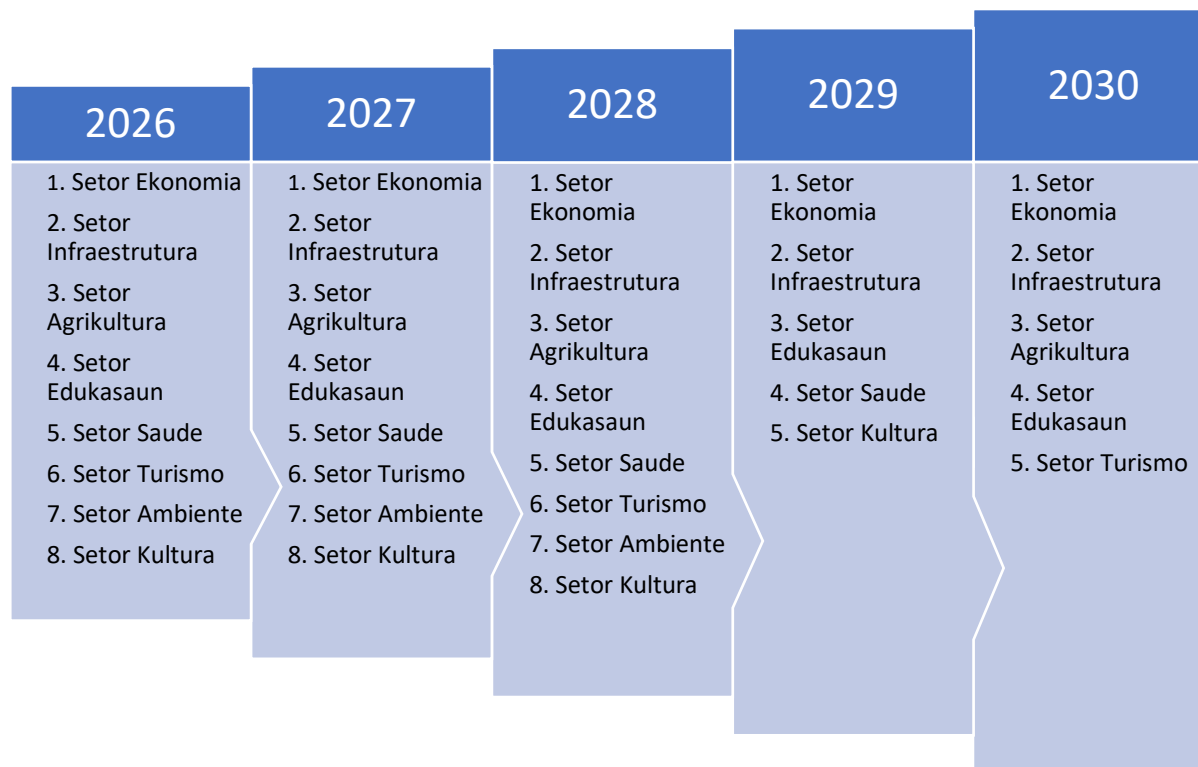 2026
1. Setor Ekonomia
2. Setor
Infraestrutura
3. Setor
Agrikultura
4. Setor
Edukasaun
5. Setor Saude
6. Setor Turismo
7. Setor Ambiente
8. Setor Kultura
2027
1. Setor Ekonomia
2. Setor
Infraestrutura
3. Setor
Agrikultura
4. Setor
Edukasaun
5. Setor Saude
6. Setor Turismo
7. Setor Ambiente
8. Setor Kultura
2028
1. Setor
Ekonomia
2. Setor
Infraestrutura
3. Setor
Agrikultura
4. Setor
Edukasaun
5. Setor Saude
6. Setor Turismo
7. Setor Ambiente
8. Setor Kultura
2029
1. Setor
Ekonomia
2. Setor
Infraestrutura
3. Setor
Edukasaun
4. Setor Saude
5. Setor Kultura
2030
1. Setor
Ekonomia
2. Setor
Infraestrutura
3. Setor
Agrikultura
4. Setor
Edukasaun
5. Setor Turismo